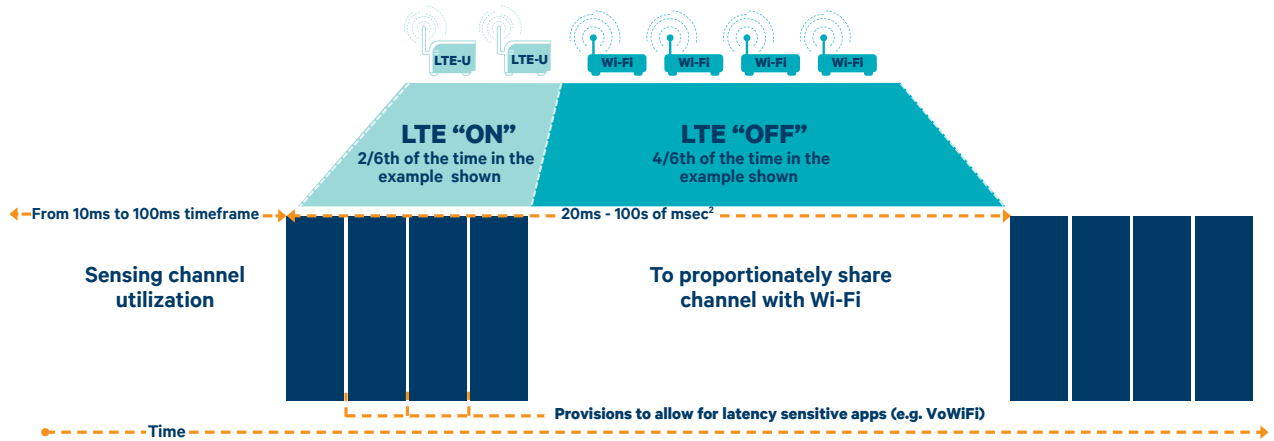 LTE-U
LTE-U
Wi-Fi
Wi-Fi
Wi-Fi
Wi-Fi
LTE “ON”
2/6th of the time in the
example shown
LTE “OFF”
4/6th of the time in the
example shown
From 10ms to 100ms timeframe
20ms - 100s of msec²
Sensing channel
utilization
To proportionately share
channel with Wi-Fi
Provisions to allow for latency sensitive apps (e.g. VoWiFi)
Time